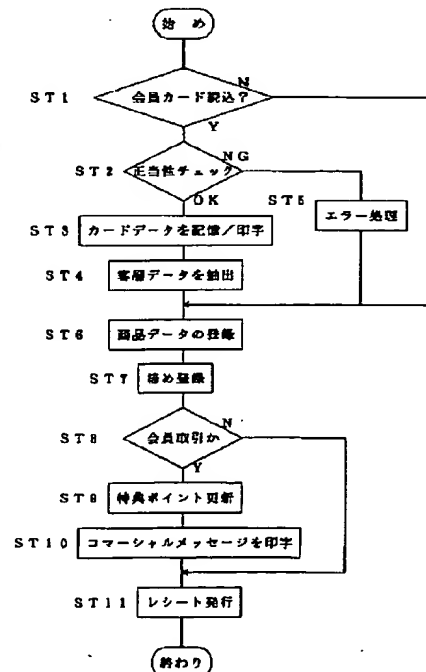 始め
N
ST1 会員カード読込?
Y
NG
ST2 正当性チェック
OK ST5
エラー処理
ST3 カードデータを記憶/印字
ST4 客層データを抽出
ST6 商品データの登録
ST7 締め登録
N
ST8 会員取引か
Y
ST9 特典ポイント更新
ST10 コマーシャルメッセージを印字
ST11 レシート発行
終わり